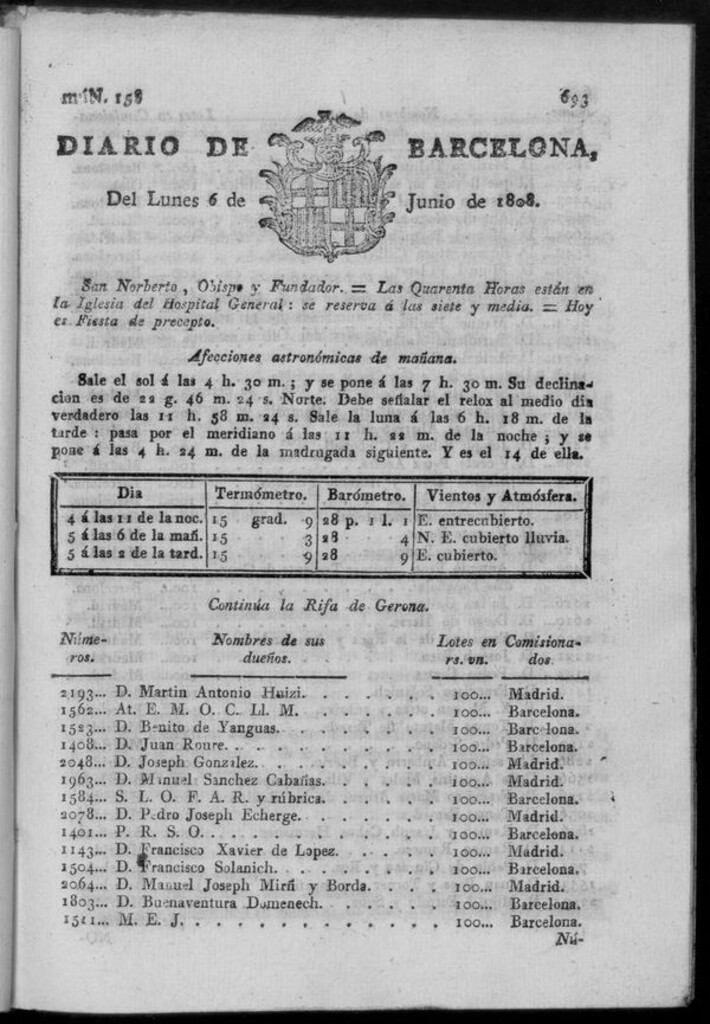 N. 158 693
DIARIO DE BARCELONA,
Del Lunes 6 de Junio de 1808.
San Norberto, Obispo y Fundador. = Las Quarenta Horas están en
la Iglesia del Hospital General: se reserva á las siete y media. = Hoy
es Fiesta de precepto.
Afecciones astronómicas de mañana.
Sale el sol á las 4 h. 30 m.; y se pone á las 7 h. 30 m. Su declina-
cion es de 22 g. 46 m. 24 s. Norte. Debe señalar el relox al medio dia
verdadero las 11 h. 58 m. 24 s. Sale la luna á las 6 h. 18 m. de la
tarde: pasa por el meridiano á las 11 h. 22 m. de la noche; y se
pone á las 4 h. 24 m. de la madrugada siguiente. Y es el 14 de ella.
Dia Termómetro. Barómetro. Vientos y Atmósfera.
4 á las 11 de la noc. 15 grad. 9 28 p. 1 l. 1 E. entrecubierto.
5 á las 6 de la mañ. 15 3 28 4 N. E. cubierto lluvia.
5 á las 2 de la tard. 15 9 28 9 E. cubierto.
Continúa la Rifa de Gerona.
Núme- Nombres de sus Lotes en Comisiona-
ros. dueños. rs. vn. dos.
2193... D. Martin Antonio Huizi. . . . . . . 100... Madrid.
1562... At. E. M. O. C. Ll. M. . . . . . . 100... Barcelona.
1523... D. Benito de Yanguas. . . . . . . . 100... Barcelona.
1408... D. Juan Roure. . . . . . . . . . 100... Barcelona.
2048... D. Joseph Gonzalez. . . . . . . . . 100... Madrid.
1963... D. Manuel Sanchez Cabañas. . . . . . 100... Madrid.
1584... S. L. O. F. A. R. y rúbrica. . . . . . 100... Barcelona.
2078... D. Pedro Joseph Echerge. . . . . . . 100... Madrid.
1401... P. R. S. O. . . . . . . . . . . 100... Barcelona.
1143... D. Francisco Xavier de Lopez. . . . . . 100... Madrid.
1504... D. Francisco Solanich. . . . . . . . 100... Barcelona.
2064... D. Manuel Joseph Mirñ y Borda. . . . 100... Madrid.
1803... D. Buenaventura Domenech. . . . . . 100... Barcelona.
1511... M. E. J. . . . . . . . . . . . 100... Barcelona.
Nú-